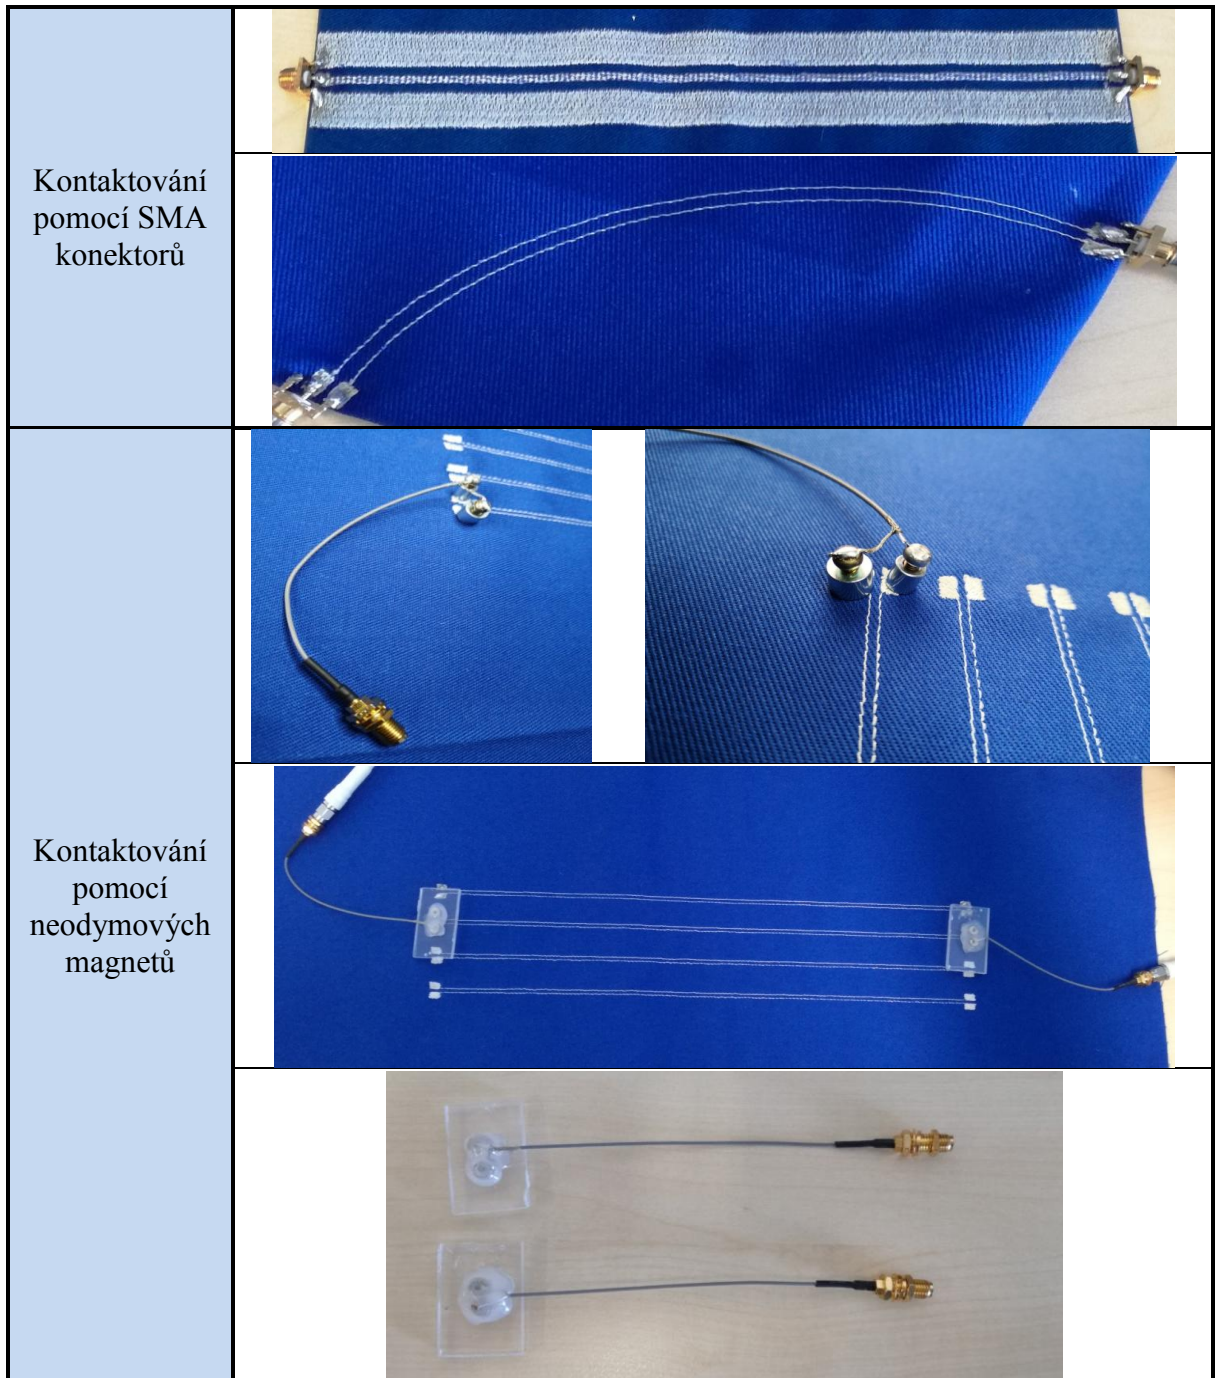 Kontaktování
pomocí SMA
konektorů
Kontaktování
pomocí
neodymových
magnetů